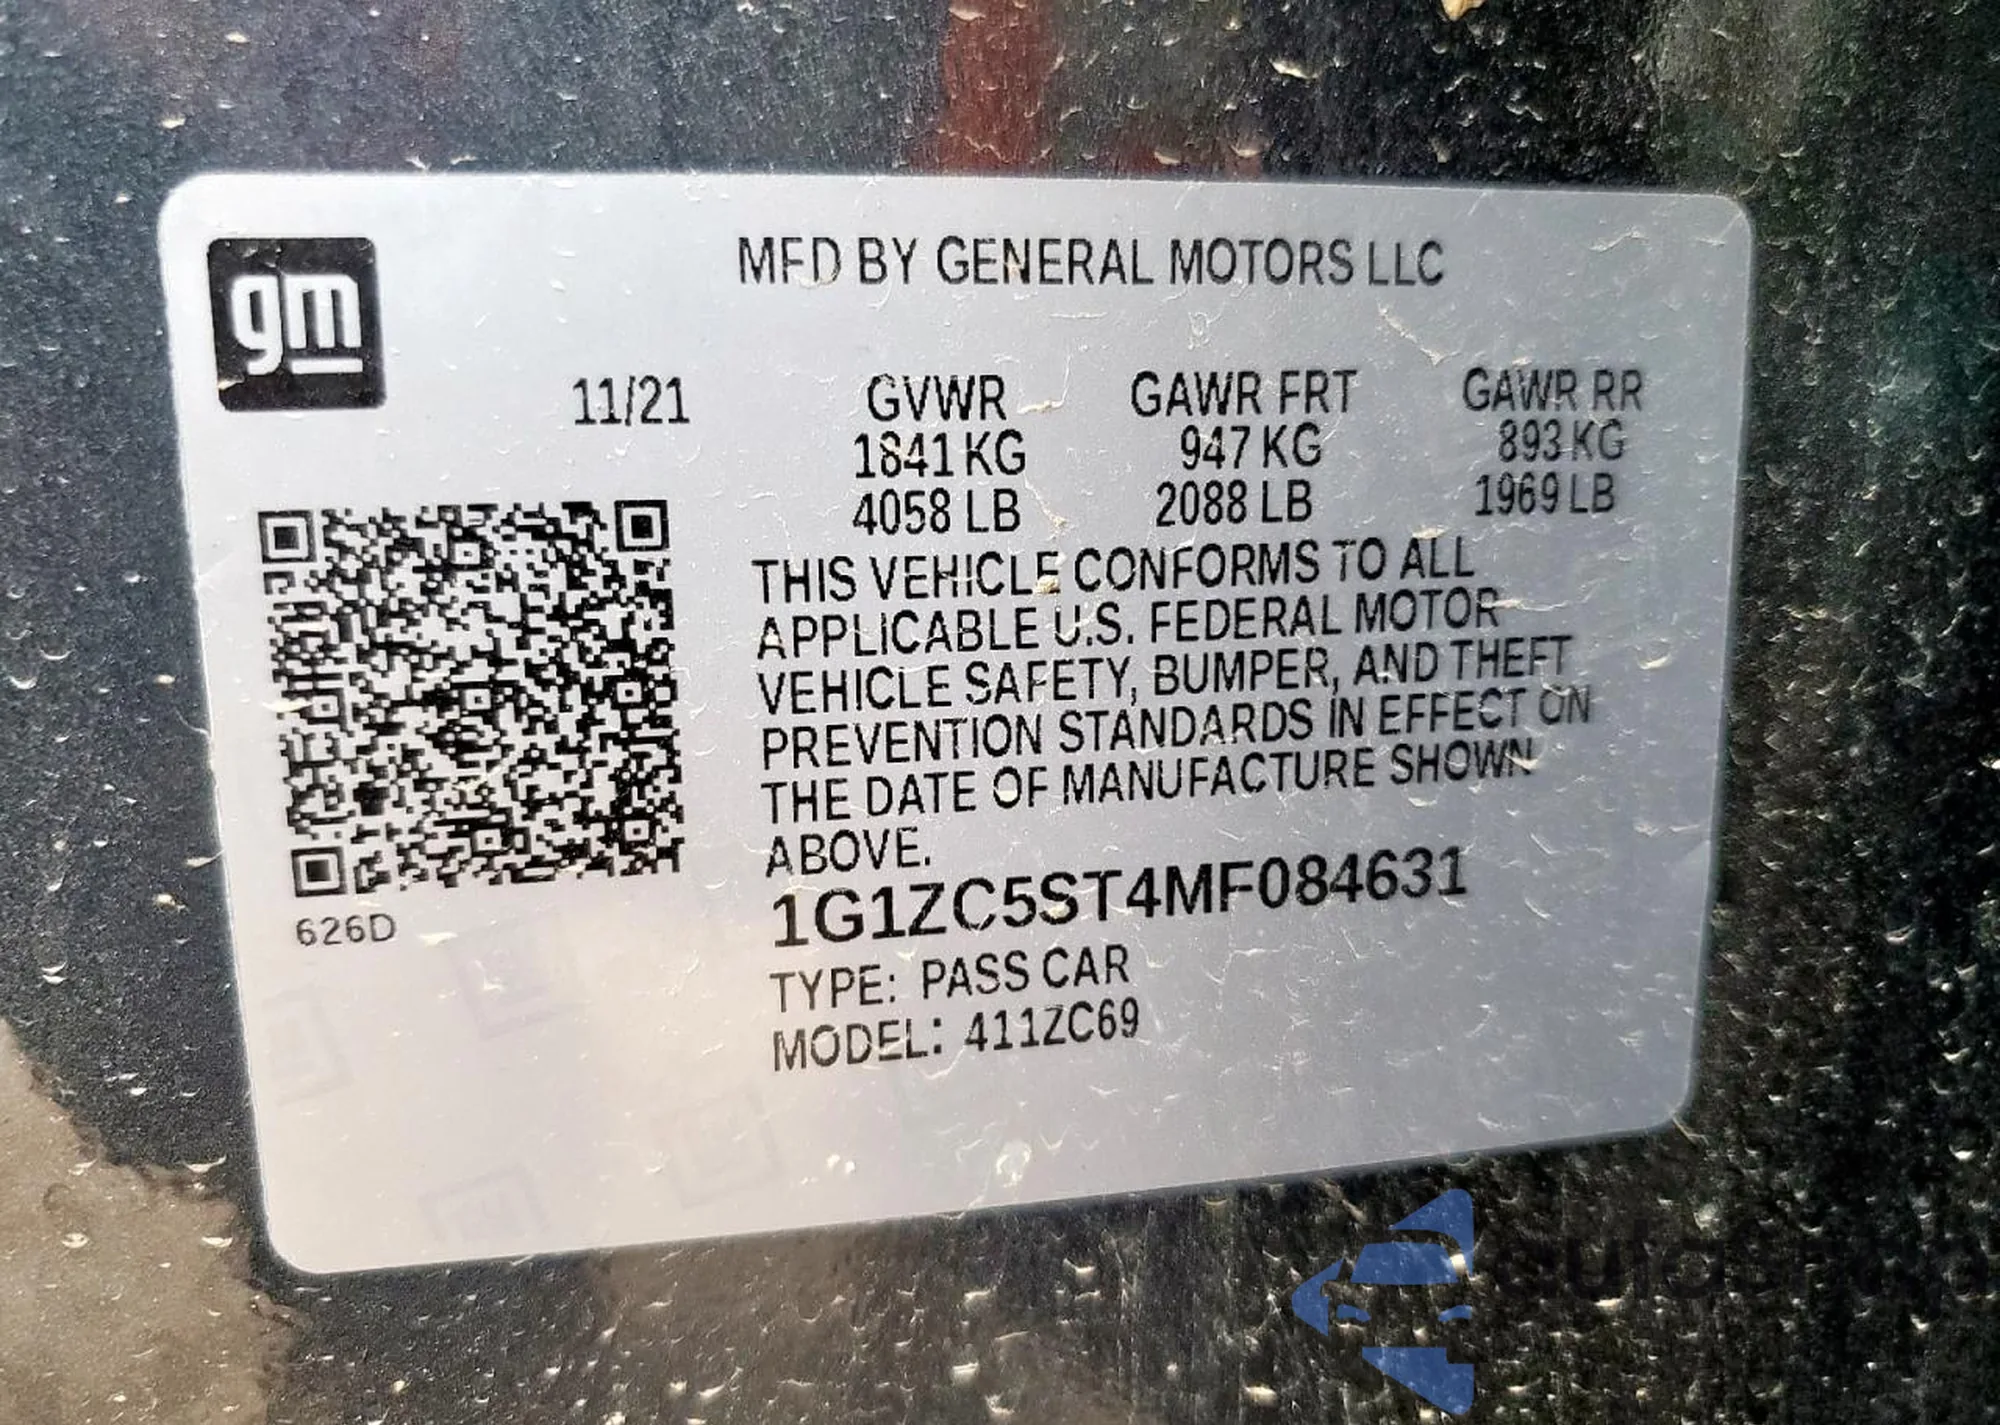 gm
MFD BY GENERAL MOTORS LLC
11/21 GVWR GAWR FRT GAWR RR
1841 KG 947 KG 893 KG
4058 LB 2088 LB 1969 LB
THIS VEHICLE CONFORMS TO ALL
APPLICABLE U.S. FEDERAL MOTOR
VEHICLE SAFETY, BUMPER, AND THEFT
PREVENTION STANDARDS IN EFFECT ON
THE DATE OF MANUFACTURE SHOWN
ABOVE.
1G1ZC5ST4MF084631
626D
TYPE: PASS CAR
MODEL: 411ZC69